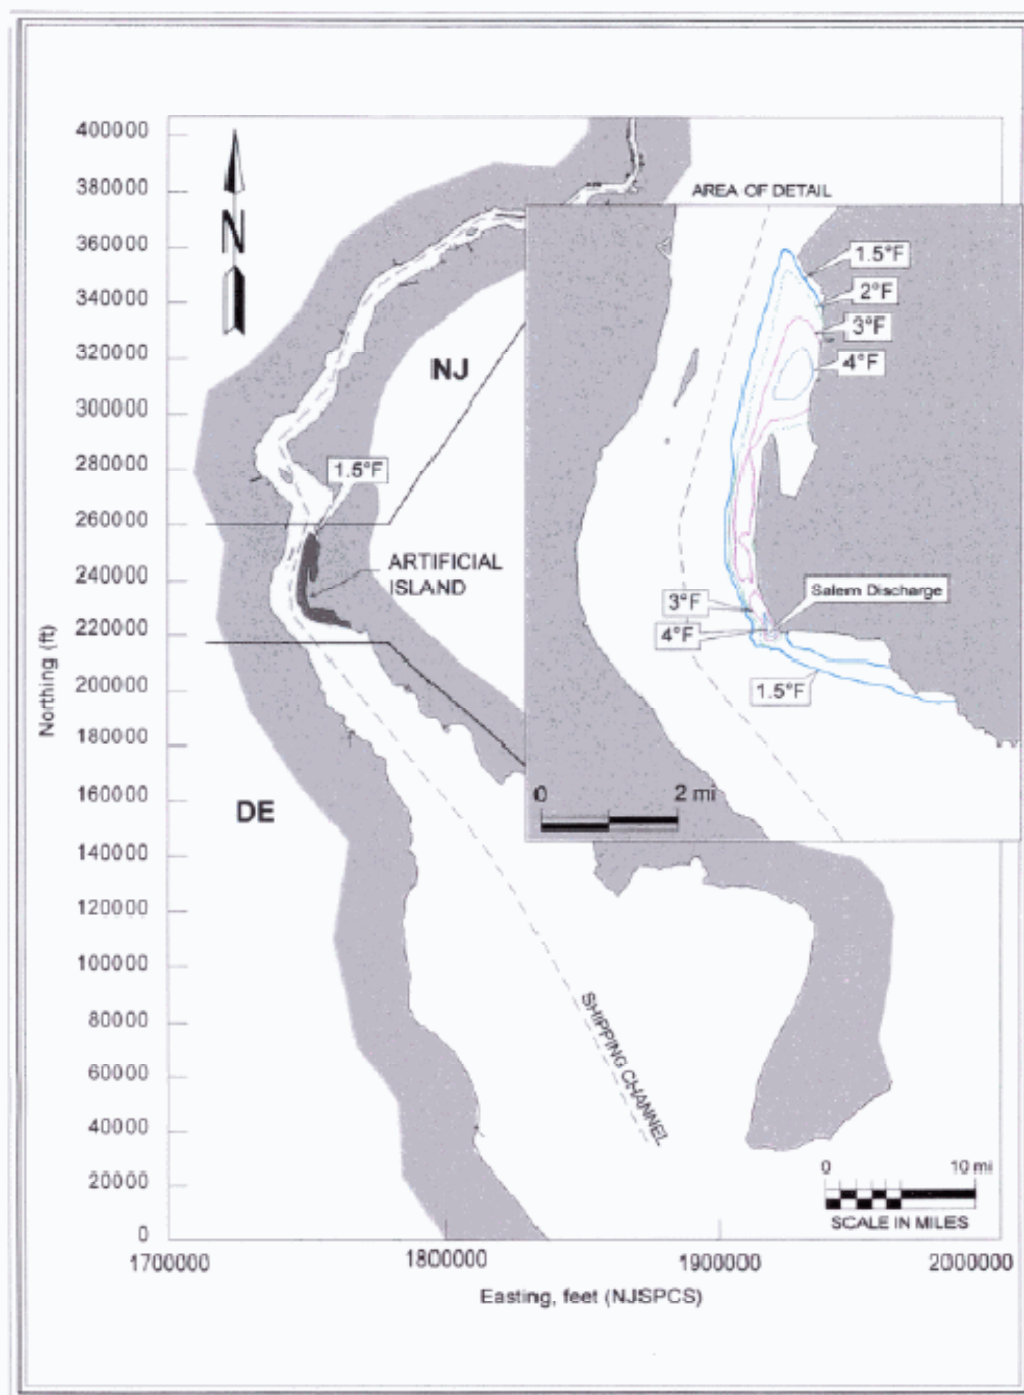 400000
380000
360000
340000
320000
300000
280000
260000
240000
220000
200000
180000
160000
140000
120000
100000
80000
60000
40000
20000
0
Northing (ft)
1700000
1800000
1900000
2000000
Easting, feet (NJSPCS)
N
NJ
DE
1.5°F
ARTIFICIAL
ISLAND
SHIPPING CHANNEL
AREA OF DETAIL
1.5°F
2°F
3°F
4°F
Salem Discharge
3°F
4°F
1.5°F
0 2 mi
0 10 mi
SCALE IN MILES